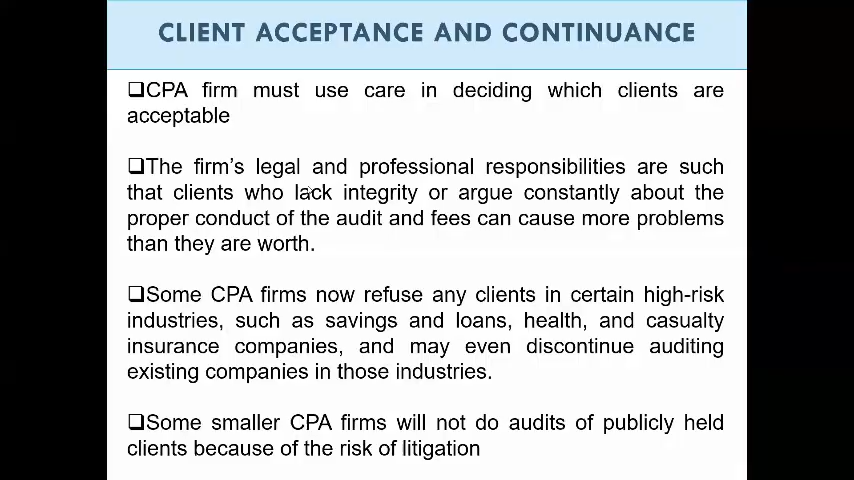 CLIENT ACCEPTANCE AND CONTINUANCE
❑CPA firm must use care in deciding which clients are
acceptable
❑The firm's legal and professional responsibilities are such
that clients who lack integrity or argue constantly about the
proper conduct of the audit and fees can cause more problems
than they are worth.
❑Some CPA firms now refuse any clients in certain high-risk
industries, such as savings and loans, health, and casualty
insurance companies, and may even discontinue auditing
existing companies in those industries.
❑Some smaller CPA firms will not do audits of publicly held
clients because of the risk of litigation